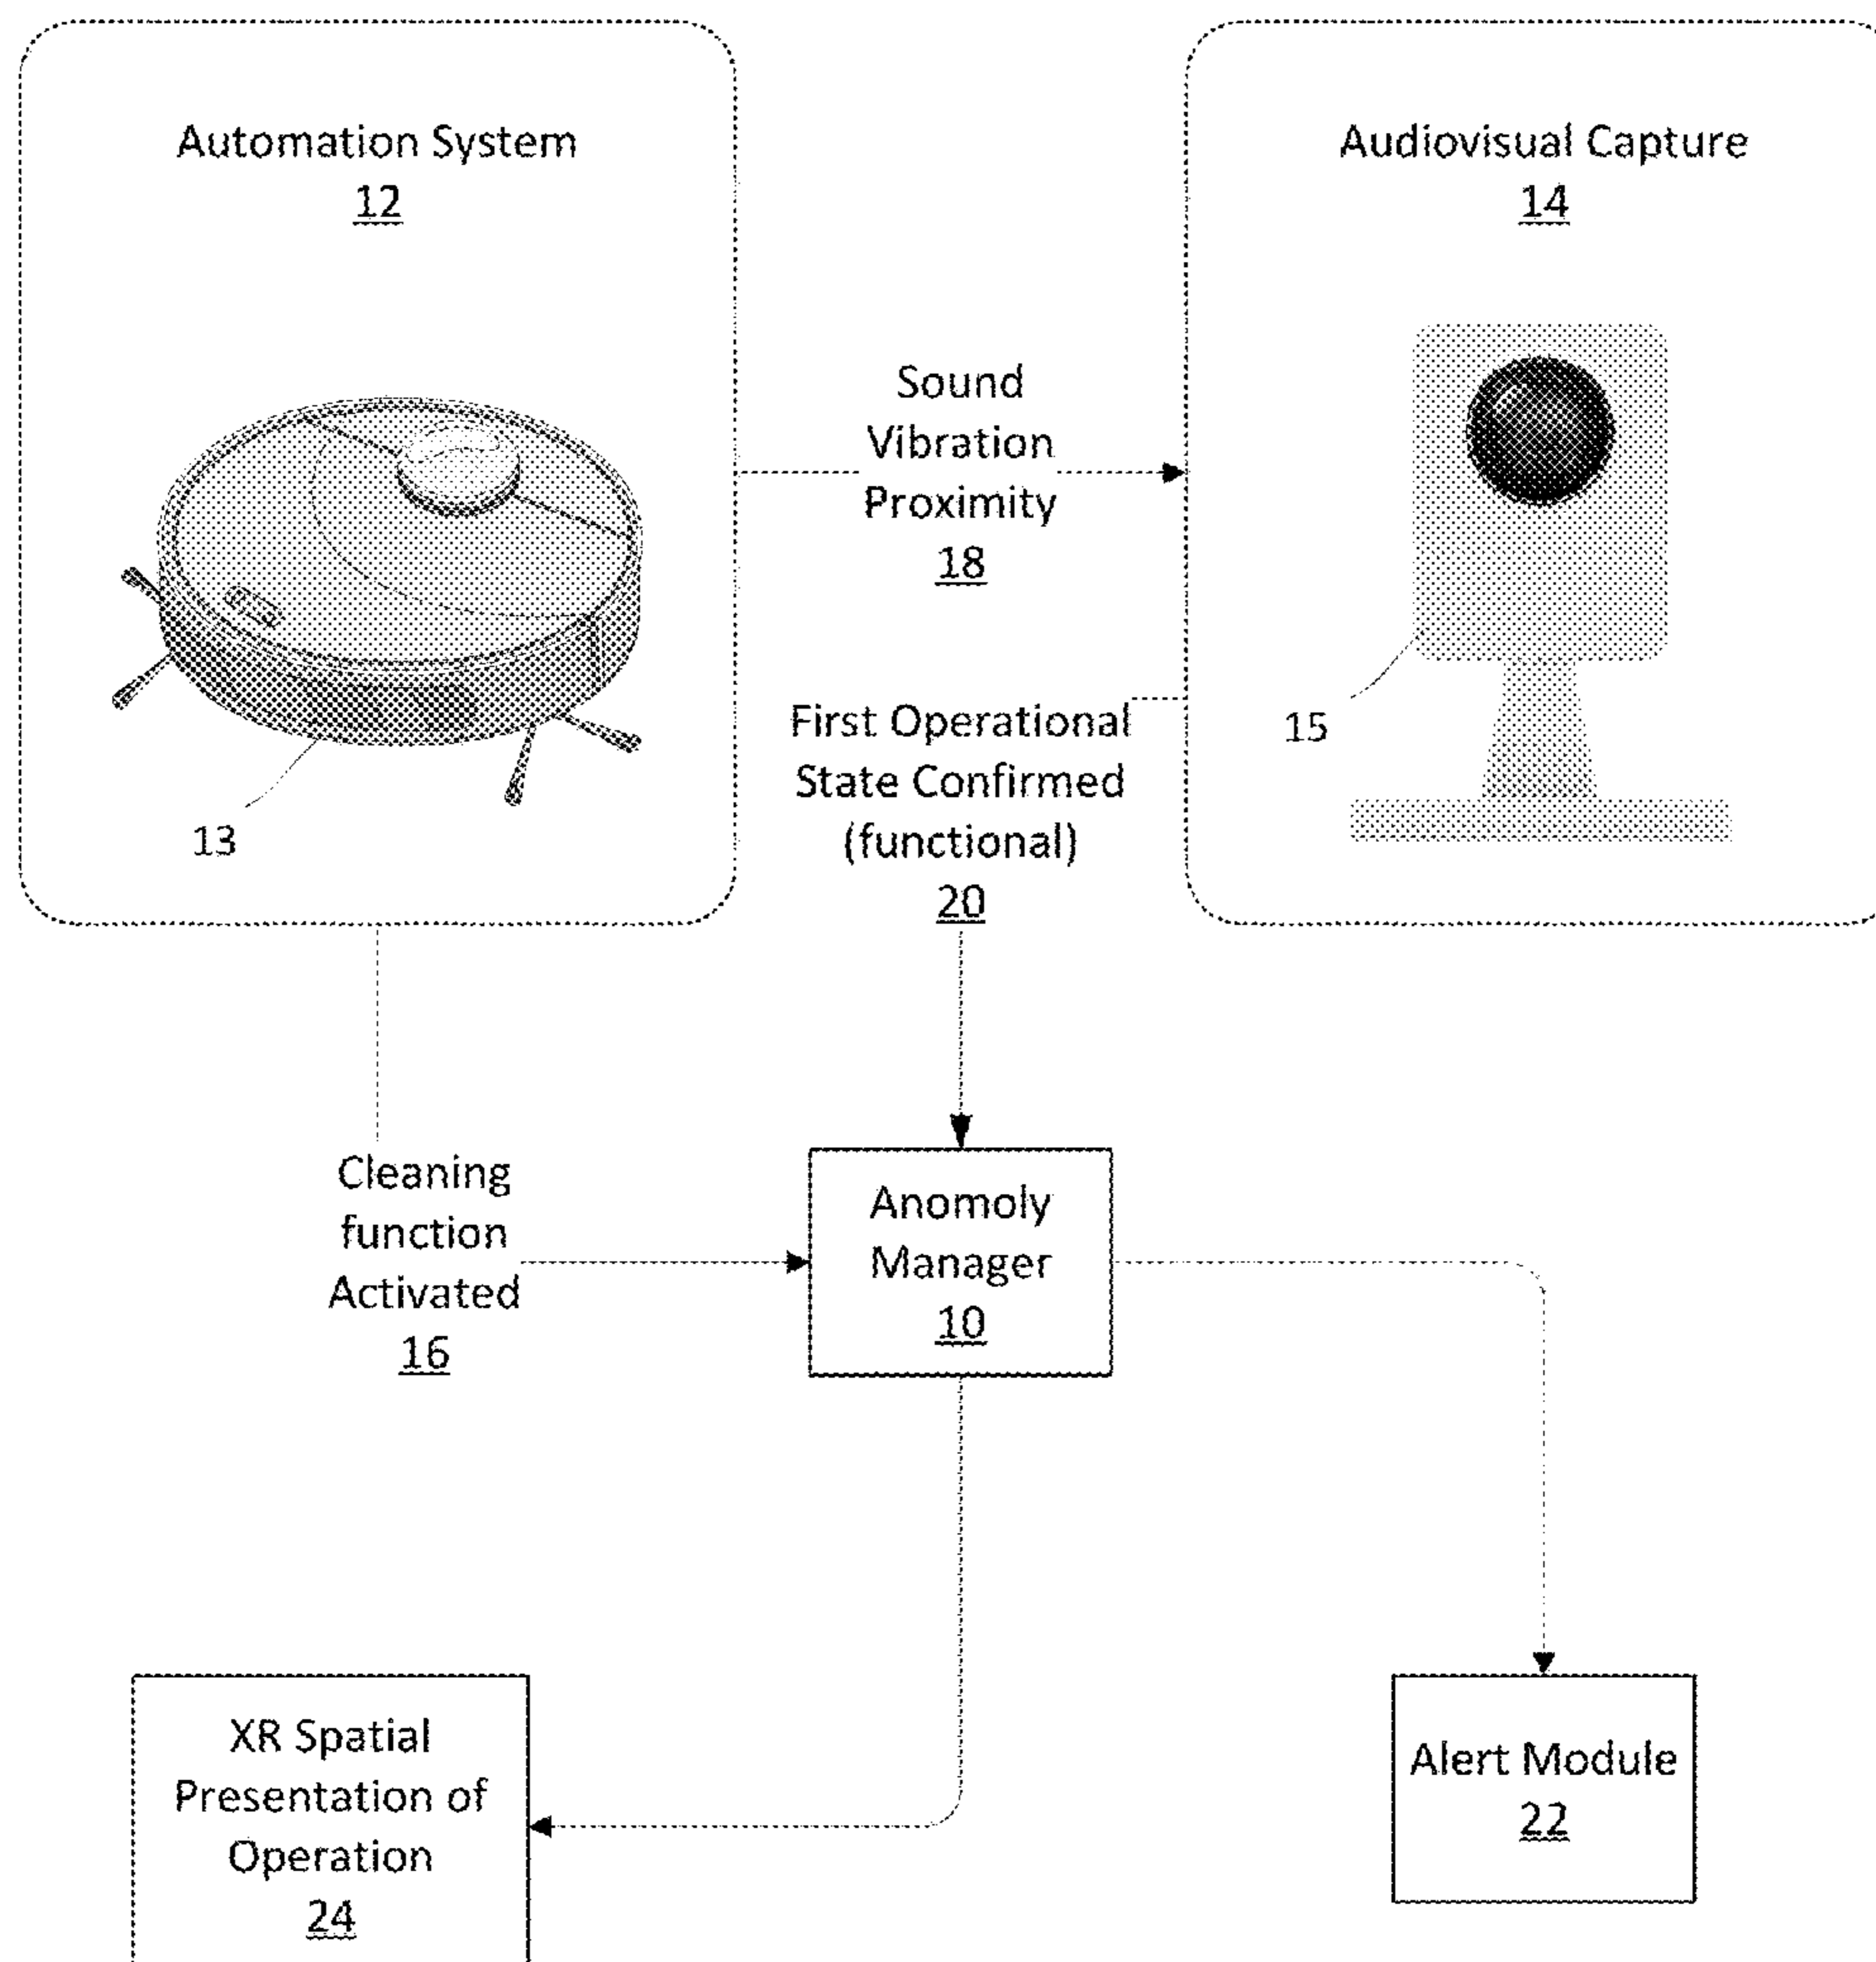 Automation System
12
13
Audiovisual Capture
14
15
Sound
Vibration
Proximity
18
First Operational
State Confirmed
(functional)
20
Cleaning
function
Activated
16
Anomoly
Manager
10
XR Spatial
Presentation of
Operation
24
Alert Module
22